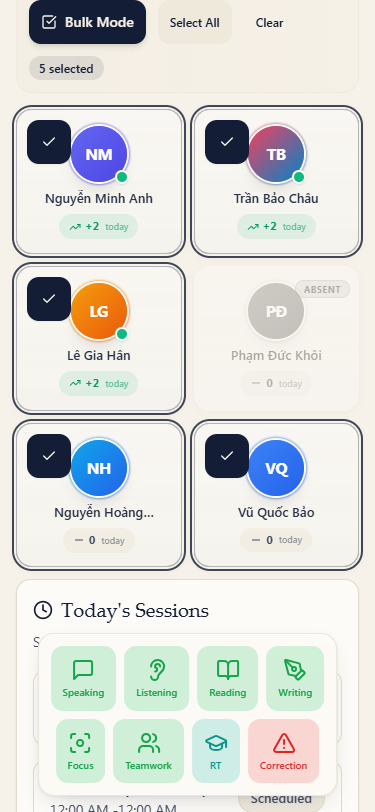 Bulk Mode
Select All
Clear
5 selected
NM
Nguyễn Minh Anh
+2 today
TB
Trần Bảo Châu
+2 today
LG
Lê Gia Hân
+2 today
ABSENT
PĐ
Phạm Đức Khôi
0 today
NH
Nguyễn Hoàng...
0 today
VQ
Vũ Quốc Bảo
0 today
Today's Sessions
Speaking
Listening
Reading
Writing
Focus
Teamwork
RT
Correction
Scheduled
12:00 AM -12:00 AM